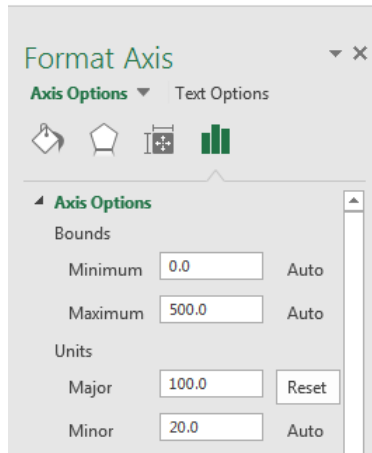 Format Axis
Axis Options Text Options
Axis Options
Bounds
Minimum 0.0 Auto
Maximum 500.0 Auto
Units
Major 100.0 Reset
Minor 20.0 Auto